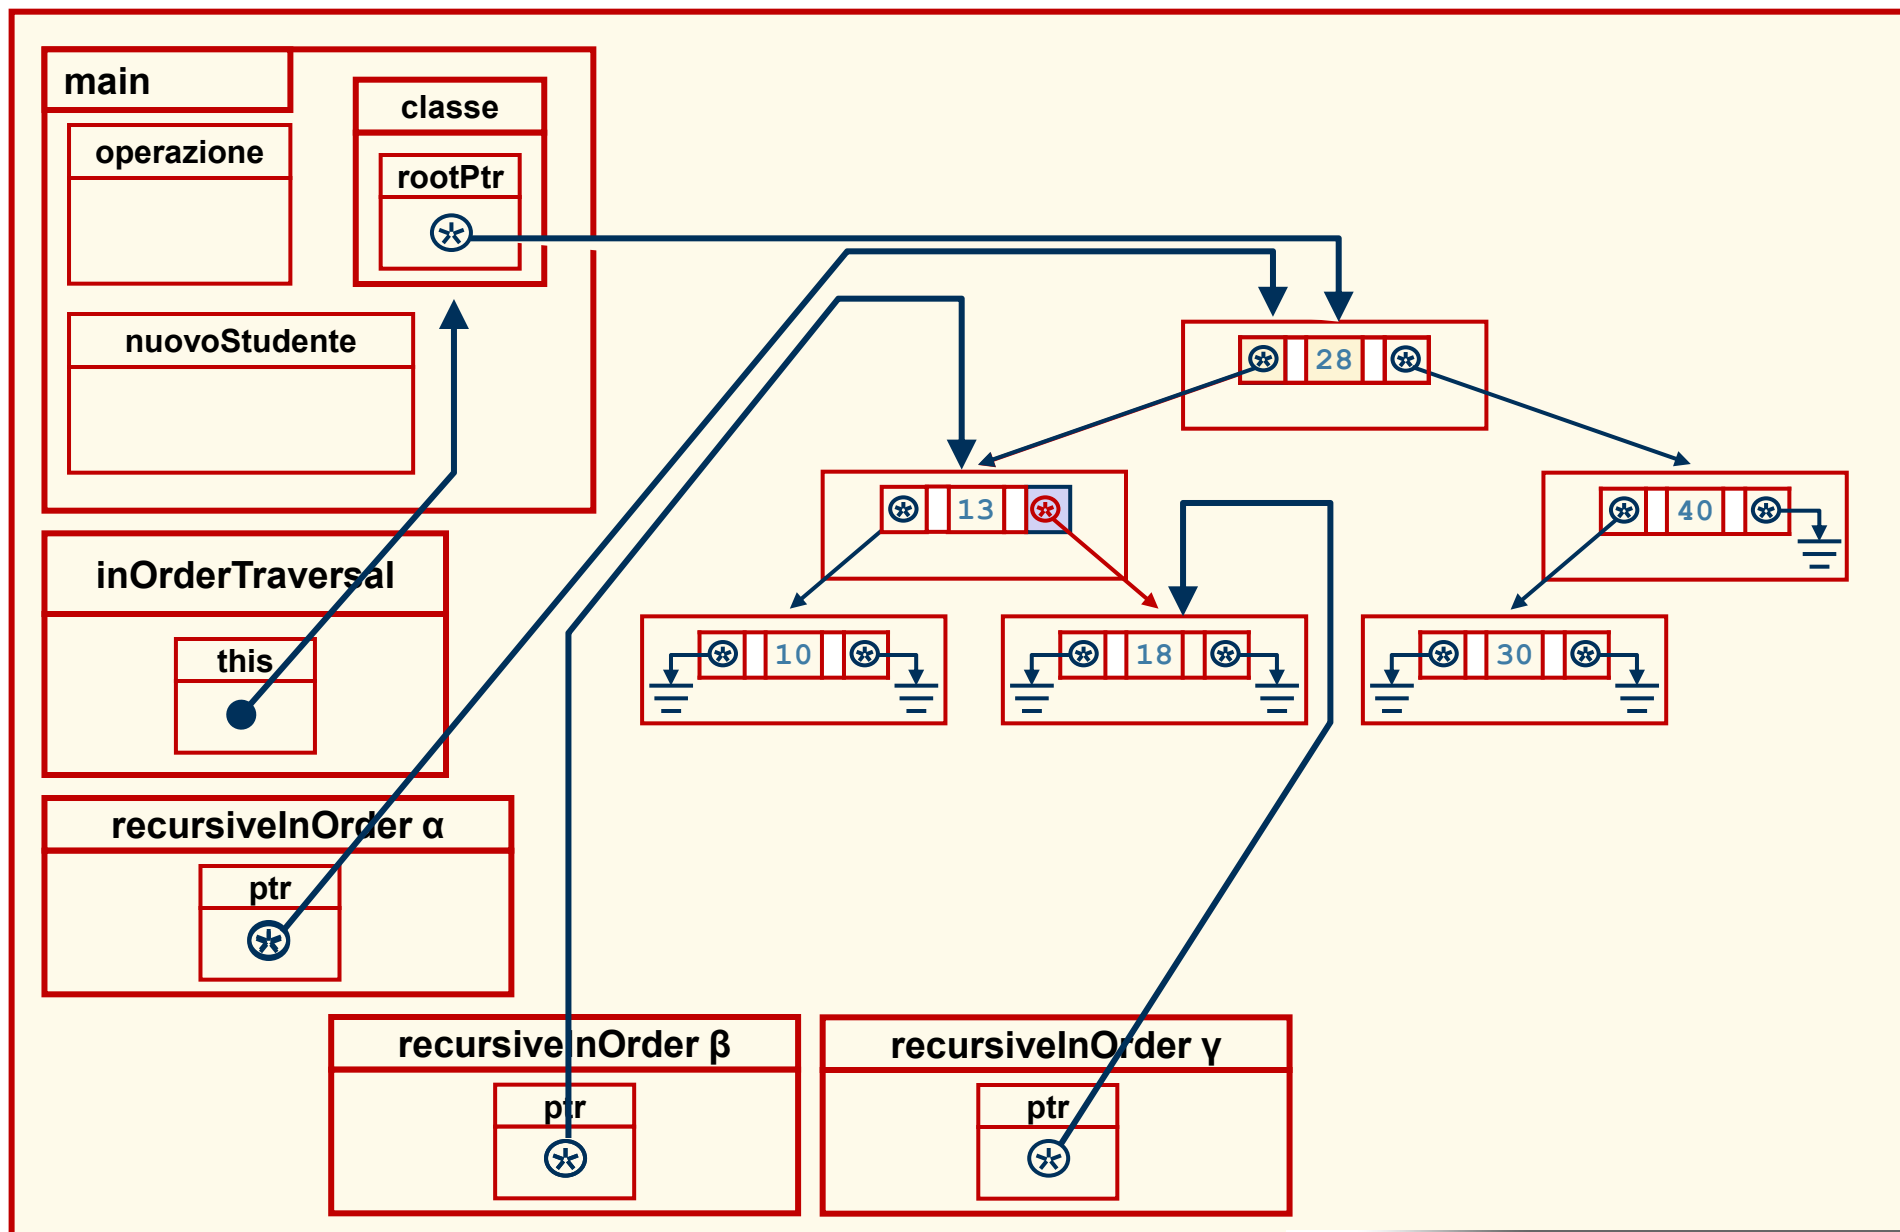 main
classe
operazione
rootPtr
nuovoStudente
28
13
40
inOrderTraversal
this
10
18
30
recursiveInOrder α
ptr
recursiveInOrder β
recursiveInOrder γ
ptr
ptr